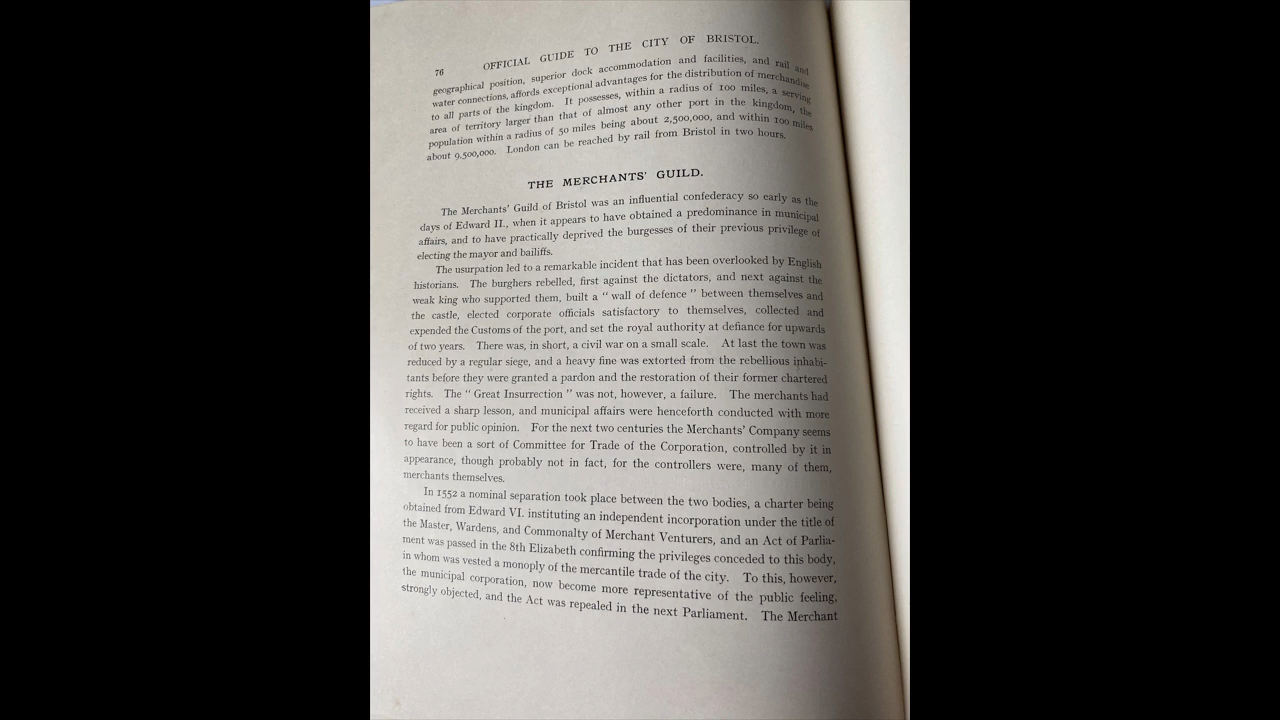 76 OFFICIAL GUIDE TO THE CITY OF BRISTOL.
geographical position, superior dock accommodation and facilities, and rail and
water connections, affords exceptional advantages for the distribution of merchandise
to all parts of the kingdom. It possesses, within a radius of 100 miles, a serving
area of territory larger than that of almost any other port in the kingdom, the
population within a radius of 50 miles being about 2,500,000, and within 100 miles
about 9,500,000. London can be reached by rail from Bristol in two hours.
THE MERCHANTS' GUILD.
The Merchants' Guild of Bristol was an influential confederacy so early as the
days of Edward II., when it appears to have obtained a predominance in municipal
affairs, and to have practically deprived the burgesses of their previous privilege of
electing the mayor and bailiffs.
The usurpation led to a remarkable incident that has been overlooked by English
historians. The burghers rebelled, first against the dictators, and next against the
weak king who supported them, built a " wall of defence " between themselves and
the castle, elected corporate officials satisfactory to themselves, collected and
expended the Customs of the port, and set the royal authority at defiance for upwards
of two years. There was, in short, a civil war on a small scale. At last the town was
reduced by a regular siege, and a heavy fine was extorted from the rebellious inhabi-
tants before they were granted a pardon and the restoration of their former chartered
rights. The " Great Insurrection " was not, however, a failure. The merchants had
received a sharp lesson, and municipal affairs were henceforth conducted with more
regard for public opinion. For the next two centuries the Merchants' Company seems
to have been a sort of Committee for Trade of the Corporation, controlled by it in
appearance, though probably not in fact, for the controllers were, many of them,
merchants themselves.
In 1552 a nominal separation took place between the two bodies, a charter being
obtained from Edward VI. instituting an independent incorporation under the title of
the Master, Wardens, and Commonalty of Merchant Venturers, and an Act of Parlia-
ment was passed in the 8th Elizabeth confirming the privileges conceded to this body,
in whom was vested a monoply of the mercantile trade of the city. To this, however,
the municipal corporation, now become more representative of the public feeling,
strongly objected, and the Act was repealed in the next Parliament. The Merchant